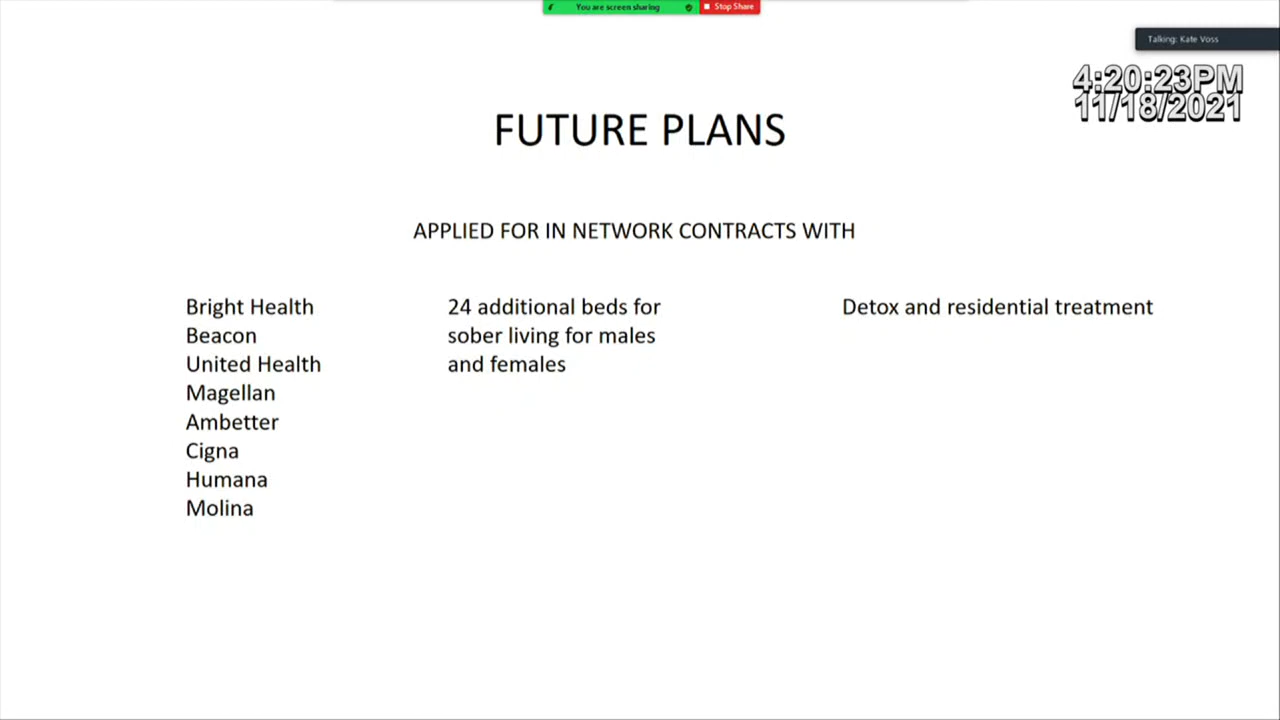 You are screen sharing
Stop Share
Talking: Kate Voss
4:20:23PM
11/18/2021
FUTURE PLANS
APPLIED FOR IN NETWORK CONTRACTS WITH
Bright Health
Beacon
United Health
Magellan
Ambetter
Cigna
Humana
Molina
24 additional beds for
sober living for males
and females
Detox and residential treatment